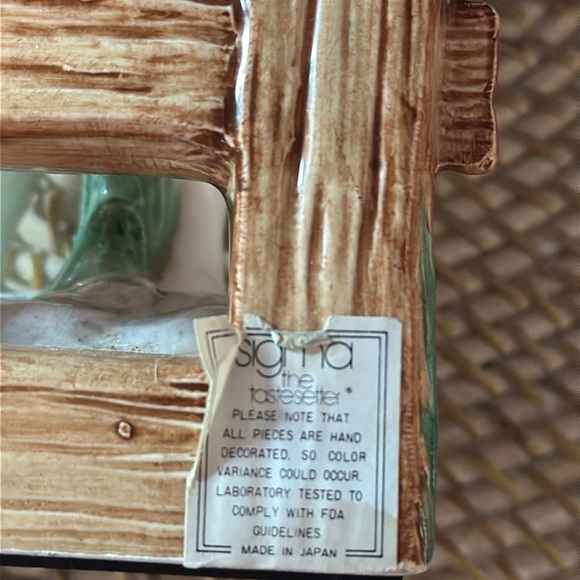 sigma
the
tastesetter®
PLEASE NOTE THAT
ALL PIECES ARE HAND
DECORATED, SO COLOR
VARIANCE COULD OCCUR.
LABORATORY TESTED TO
COMPLY WITH FDA
GUIDELINES
MADE IN JAPAN